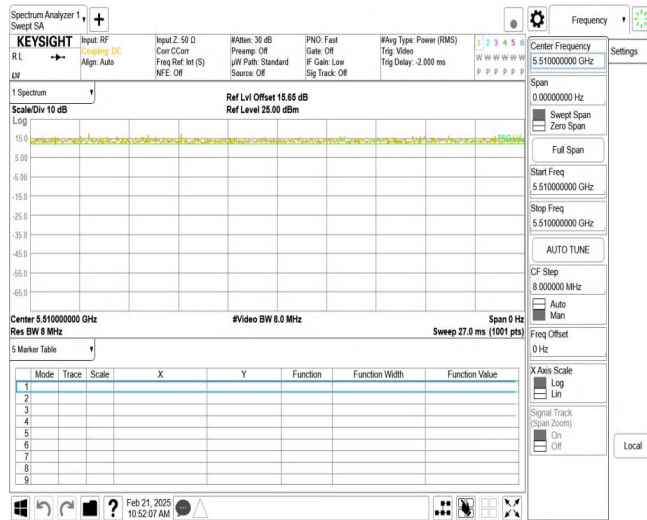 Spectrum Analyzer 1
Swept SA
Frequency
KEYSIGHT
RL
Input: RF
Coupling: DC
Align: Auto
Input Z: 50 Ω
Corr CCorr
Freq Ref: Int (S)
NFE: Off
#Atten: 30 dB
Preamp: Off
µW Path: Standard
Source: Off
PNO: Fast
Gate: Off
IF Gain: Low
Sig Track: Off
#Avg Type: Power (RMS)
Trig: Video
Trig Delay: -2.000 ms
1 2 3 4 5 6
W W W W W W
P P P P P P
1 Spectrum
Scale/Div 10 dB
Ref Lvl Offset 15.65 dB
Ref Level 25.00 dBm
Log
15.0
5.00
-5.00
-15.0
-25.0
-35.0
-45.0
-55.0
-65.0
Center 5.510000000 GHz
#Video BW 8.0 MHz
Span 0 Hz
Res BW 8 MHz
Sweep 27.0 ms (1001 pts)
5 Marker Table
Mode Trace Scale X Y Function Function Width Function Value
1
2
3
4
5
6
7
8
9
Feb 21, 2025
10:52:07 AM
Center Frequency
5.510000000 GHz
Span
0.00000000 Hz
Swept Span
Zero Span
Full Span
Start Freq
5.510000000 GHz
Stop Freq
5.510000000 GHz
AUTO TUNE
CF Step
8.000000 MHz
Auto
Man
Freq Offset
0 Hz
X Axis Scale
Log
Lin
Signal Track
(Span Zoom)
On
Off
Settings
Local